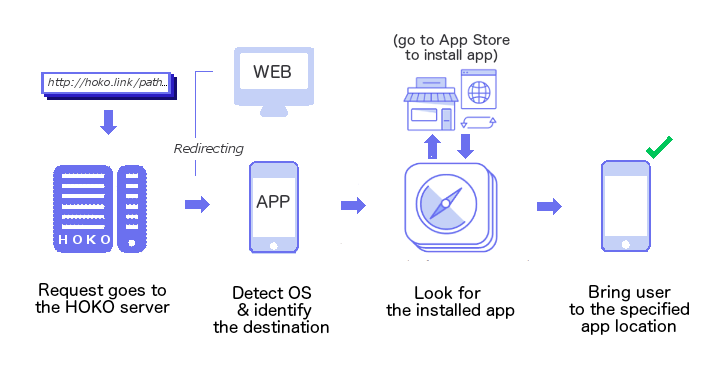 http://hoko.link/path...
WEB
Redirecting
APP
HOKO
(go to App Store
to install app)
Request goes to
the HOKO server
Detect OS
& identify
the destination
Look for
the installed app
Bring user
to the specified
app location